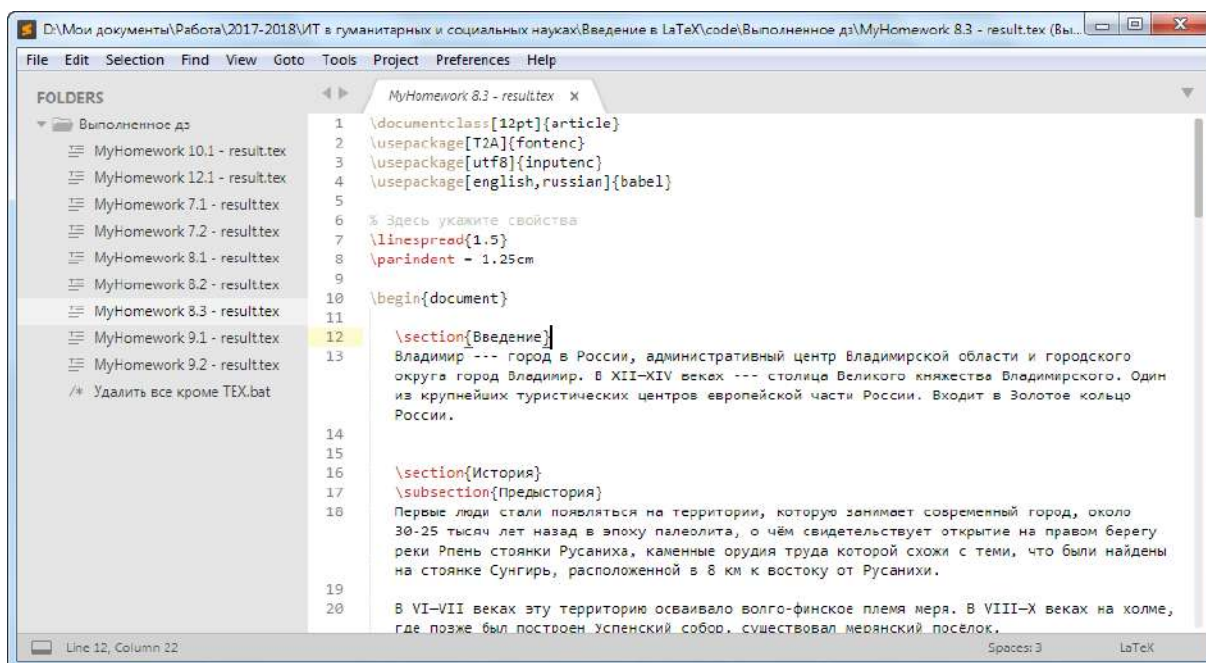 D:\Мои документы\Работа\2017-2018\ИТ в гуманитарных и социальных науках\Введение в LaTeX\code\Выполненное дз\MyHomework 8.3 - result.tex (Вы...
File Edit Selection Find View Goto Tools Project Preferences Help
FOLDERS
Выполненное дз
MyHomework 10.1 - result.tex
MyHomework 12.1 - result.tex
MyHomework 7.1 - result.tex
MyHomework 7.2 - result.tex
MyHomework 8.1 - result.tex
MyHomework 8.2 - result.tex
MyHomework 8.3 - result.tex
MyHomework 9.1 - result.tex
MyHomework 9.2 - result.tex
/* Удалить все кроме TEX.bat
MyHomework 8.3 - result.tex x
1 \documentclass[12pt]{article}
2 \usepackage[T2A]{fontenc}
3 \usepackage[utf8]{inputenc}
4 \usepackage[english,russian]{babel}
5
6 % Здесь укажите свойства
7 \linespread{1.5}
8 \parindent = 1.25cm
9
10 \begin{document}
11
12 \section{Введение}
13 Владимир --- город в России, административный центр Владимирской области и городского
округа город Владимир. В XII—XIV веках --- столица Великого княжества Владимирского. Один
из крупнейших туристических центров европейской части России. Входит в Золотое кольцо
России.
14
15
16 \section{История}
17 \subsection{Предыстория}
18 Первые люди стали появляться на территории, которую занимает современный город, около
30-25 тысяч лет назад в эпоху палеолита, о чём свидетельствует открытие на правом берегу
реки Рпень стоянки Русаниха, каменные орудия труда которой схожи с теми, что были найдены
на стоянке Сунгирь, расположенной в 8 км к востоку от Русанихи.
19
20 В VI—VII веках эту территорию осваивало волго-финское племя меря. В VIII—X веках на холме,
где позже был построен Успенский собор, существовал мерянский посёлок.
Line 12, Column 22
Spaces: 3
LaTeX